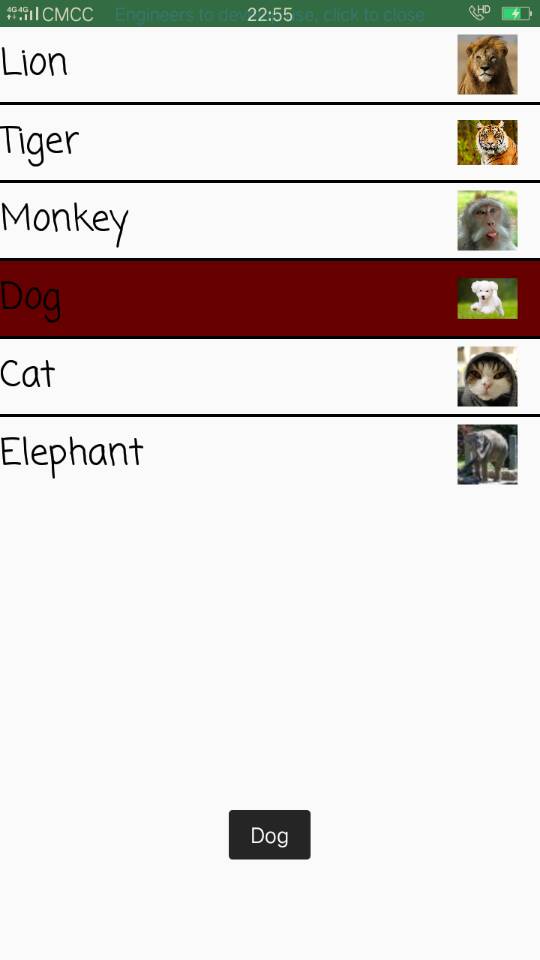 4G 4G CMCC 22:55 HD
Engineers to de se, click to close
Lion
Tiger
Monkey
Dog
Cat
Elephant
Dog